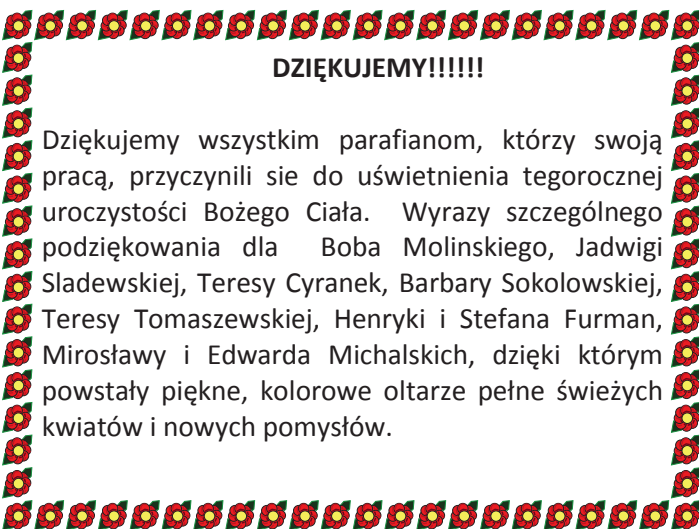 DZIĘKUJEMY!!!!!!
Dziękujemy wszystkim parafianom, którzy swoją
pracą, przyczynili sie do uświetnienia tegorocznej
uroczystości Bożego Ciała. Wyrazy szczególnego
podziękowania dla Boba Molinskiego, Jadwigi
Sladewskiej, Teresy Cyranek, Barbary Sokolowskiej,
Teresy Tomaszewskiej, Henryki i Stefana Furman,
Mirosławy i Edwarda Michalskich, dzięki którym
powstały piękne, kolorowe oltarze pełne świeżych
kwiatów i nowych pomysłów.